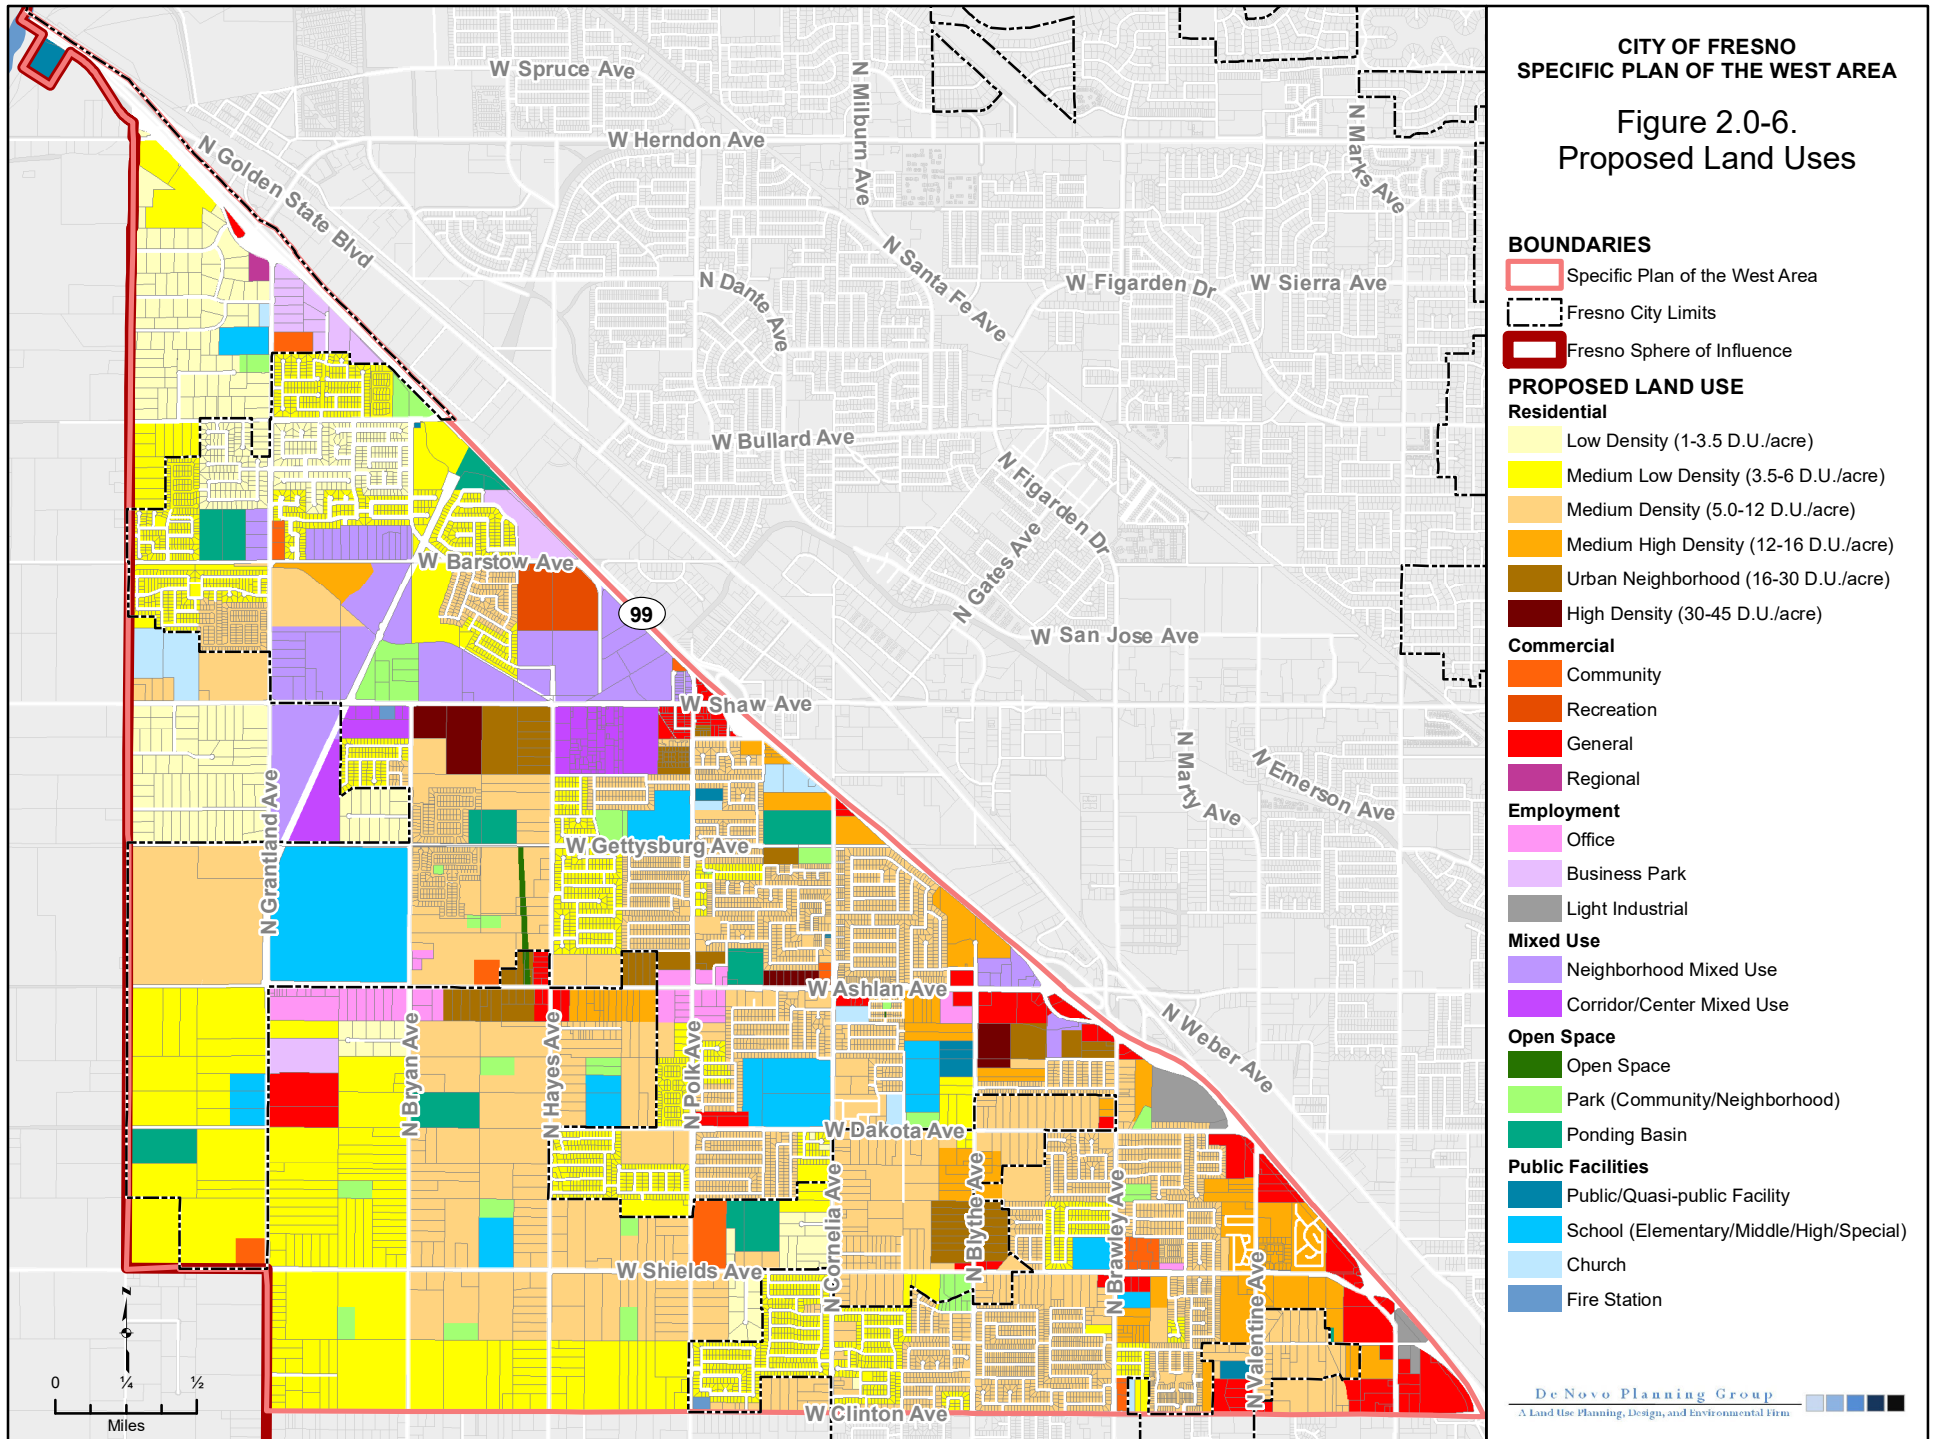 CITY OF FRESNO
SPECIFIC PLAN OF THE WEST AREA
Figure 2.0-6.
Proposed Land Uses
BOUNDARIES
Specific Plan of the West Area
Fresno City Limits
Fresno Sphere of Influence
PROPOSED LAND USE
Residential
Low Density (1-3.5 D.U./acre)
Medium Low Density (3.5-6 D.U./acre)
Medium Density (5.0-12 D.U./acre)
Medium High Density (12-16 D.U./acre)
Urban Neighborhood (16-30 D.U./acre)
High Density (30-45 D.U./acre)
Commercial
Community
Recreation
General
Regional
Employment
Office
Business Park
Light Industrial
Mixed Use
Neighborhood Mixed Use
Corridor/Center Mixed Use
Open Space
Open Space
Park (Community/Neighborhood)
Ponding Basin
Public Facilities
Public/Quasi-public Facility
School (Elementary/Middle/High/Special)
Church
Fire Station
De Novo Planning Group
A Land Use Planning, Design, and Environmental Firm
W Spruce Ave
N Milburn Ave
W Herndon Ave
N Marks Ave
N Golden State Blvd
N Santa Fe Ave
N Dante Ave
W Figarden Dr
W Sierra Ave
W Bullard Ave
N Figarden Dr
N Gates Ave
W Barstow Ave
99
W San Jose Ave
W Shaw Ave
N Marty Ave
N Emerson Ave
N Grantland Ave
W Gettysburg Ave
W Ashlan Ave
N Weber Ave
N Bryan Ave
N Hayes Ave
N Polk Ave
W Dakota Ave
N Cornelia Ave
N Blythe Ave
N Brawley Ave
N Valentine Ave
W Shields Ave
W Clinton Ave
N
0 ¼ ½
Miles